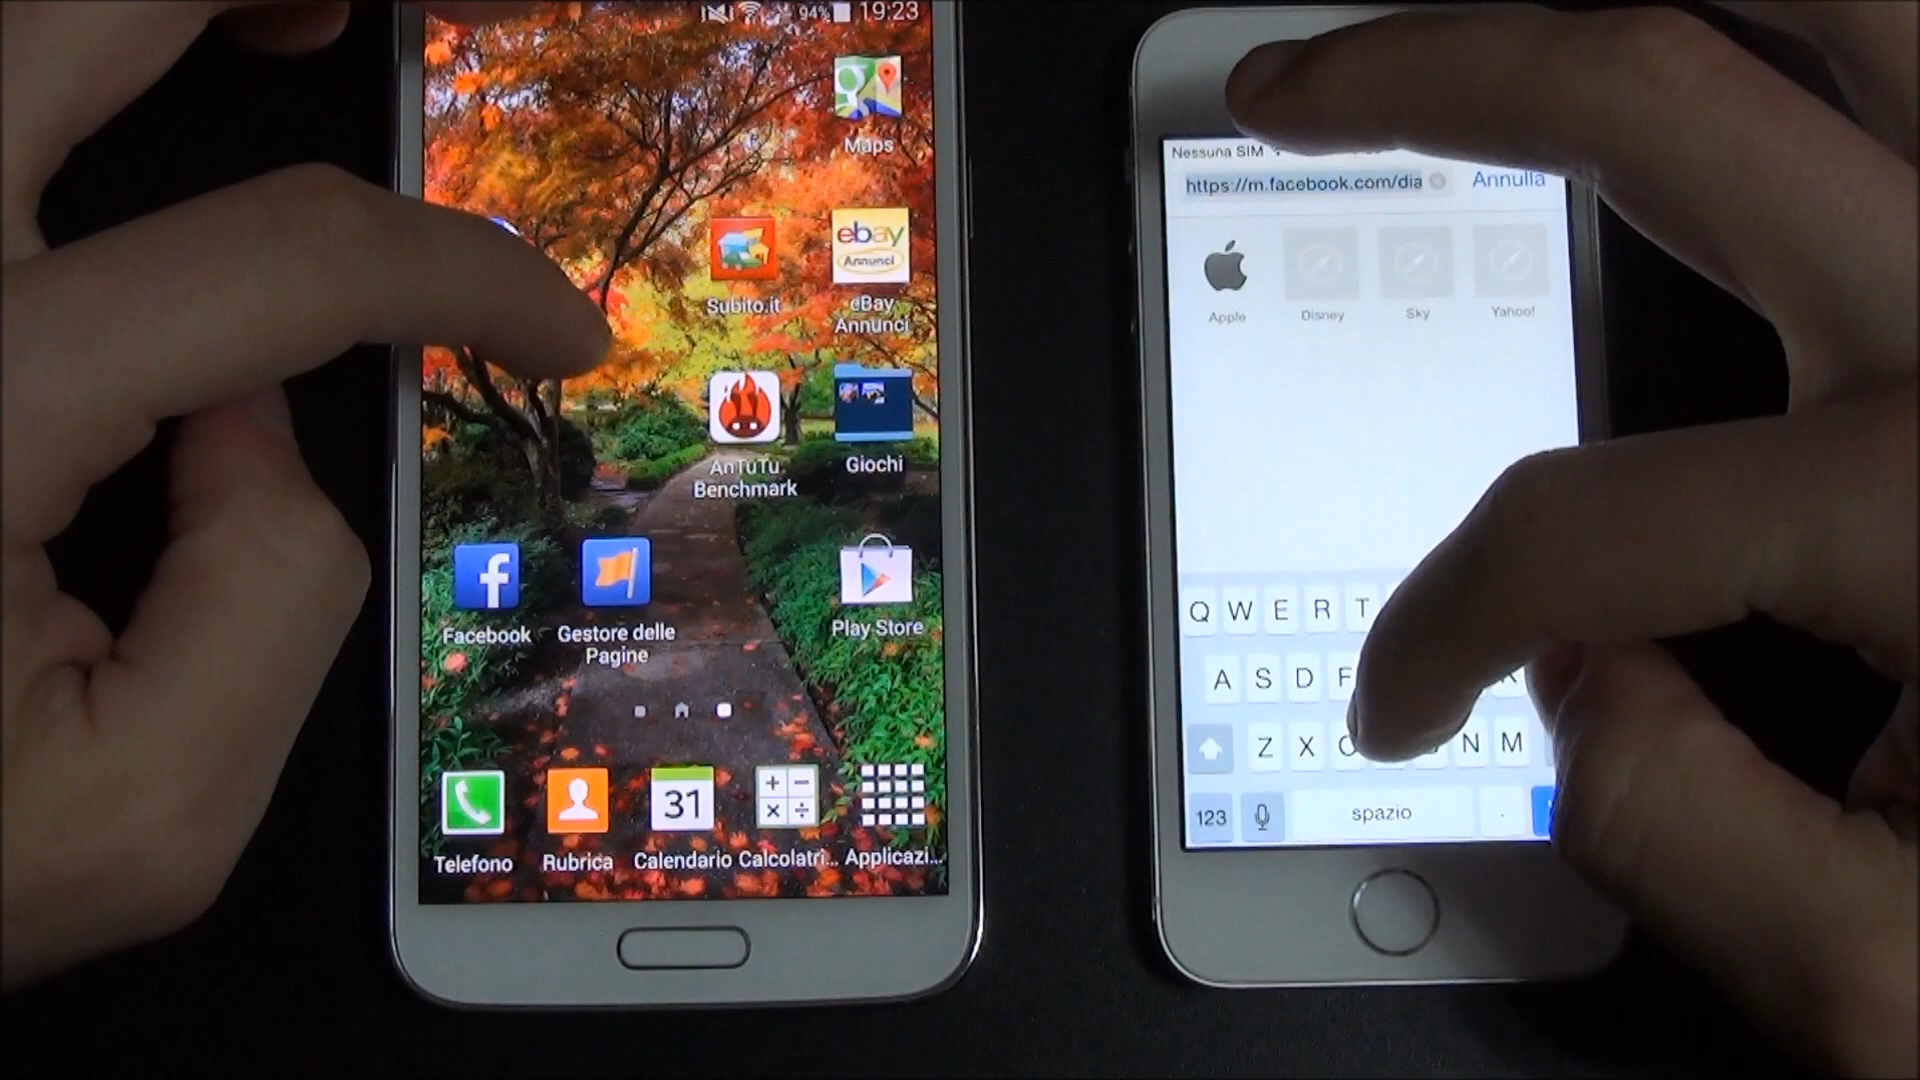 94% 19:23
Maps
Subito.it
ebay
Annunci
eBay
Annunci
AnTuTu
Benchmark
Giochi
Facebook
Gestore delle
Pagine
Play Store
31
Telefono
Rubrica
Calendario
Calcolatri...
Applicazi...
Nessuna SIM
https://m.facebook.com/dia
Annulla
Apple
Disney
Sky
Yahoo!
Q W E R T
A S D F
Z X N M
123
spazio
.